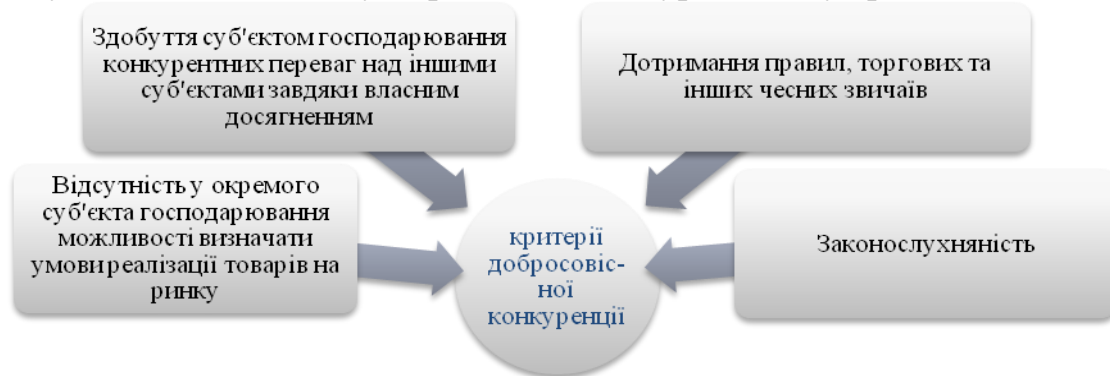 Здобуття суб'єктом господарювання
конкурентних переваг над іншими
суб'єктами завдяки власним
досягненням
Дотримання правил, торгових та
інших чесних звичаїв
Відсутність у окремого
суб'єкта господарювання
можливості визначати
умови реалізації товарів на
ринку
критерії
добросовіс-
ної
конкуренції
Законослухняність